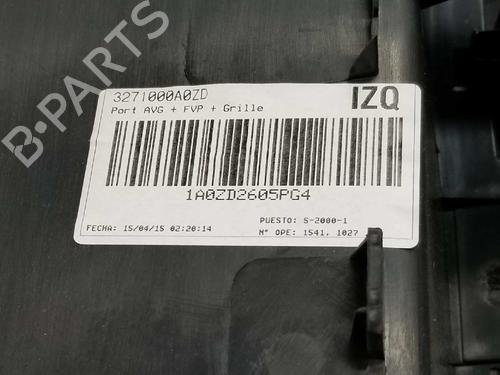 3271000A0ZD
IZQ
Port AVG + FVP + Grille
1A0ZD2605PG4
PUESTO: S-2000-1
FECHA: 15/04/15 02:20:14
Nº OPE: 1541, 1027
B-PARTS